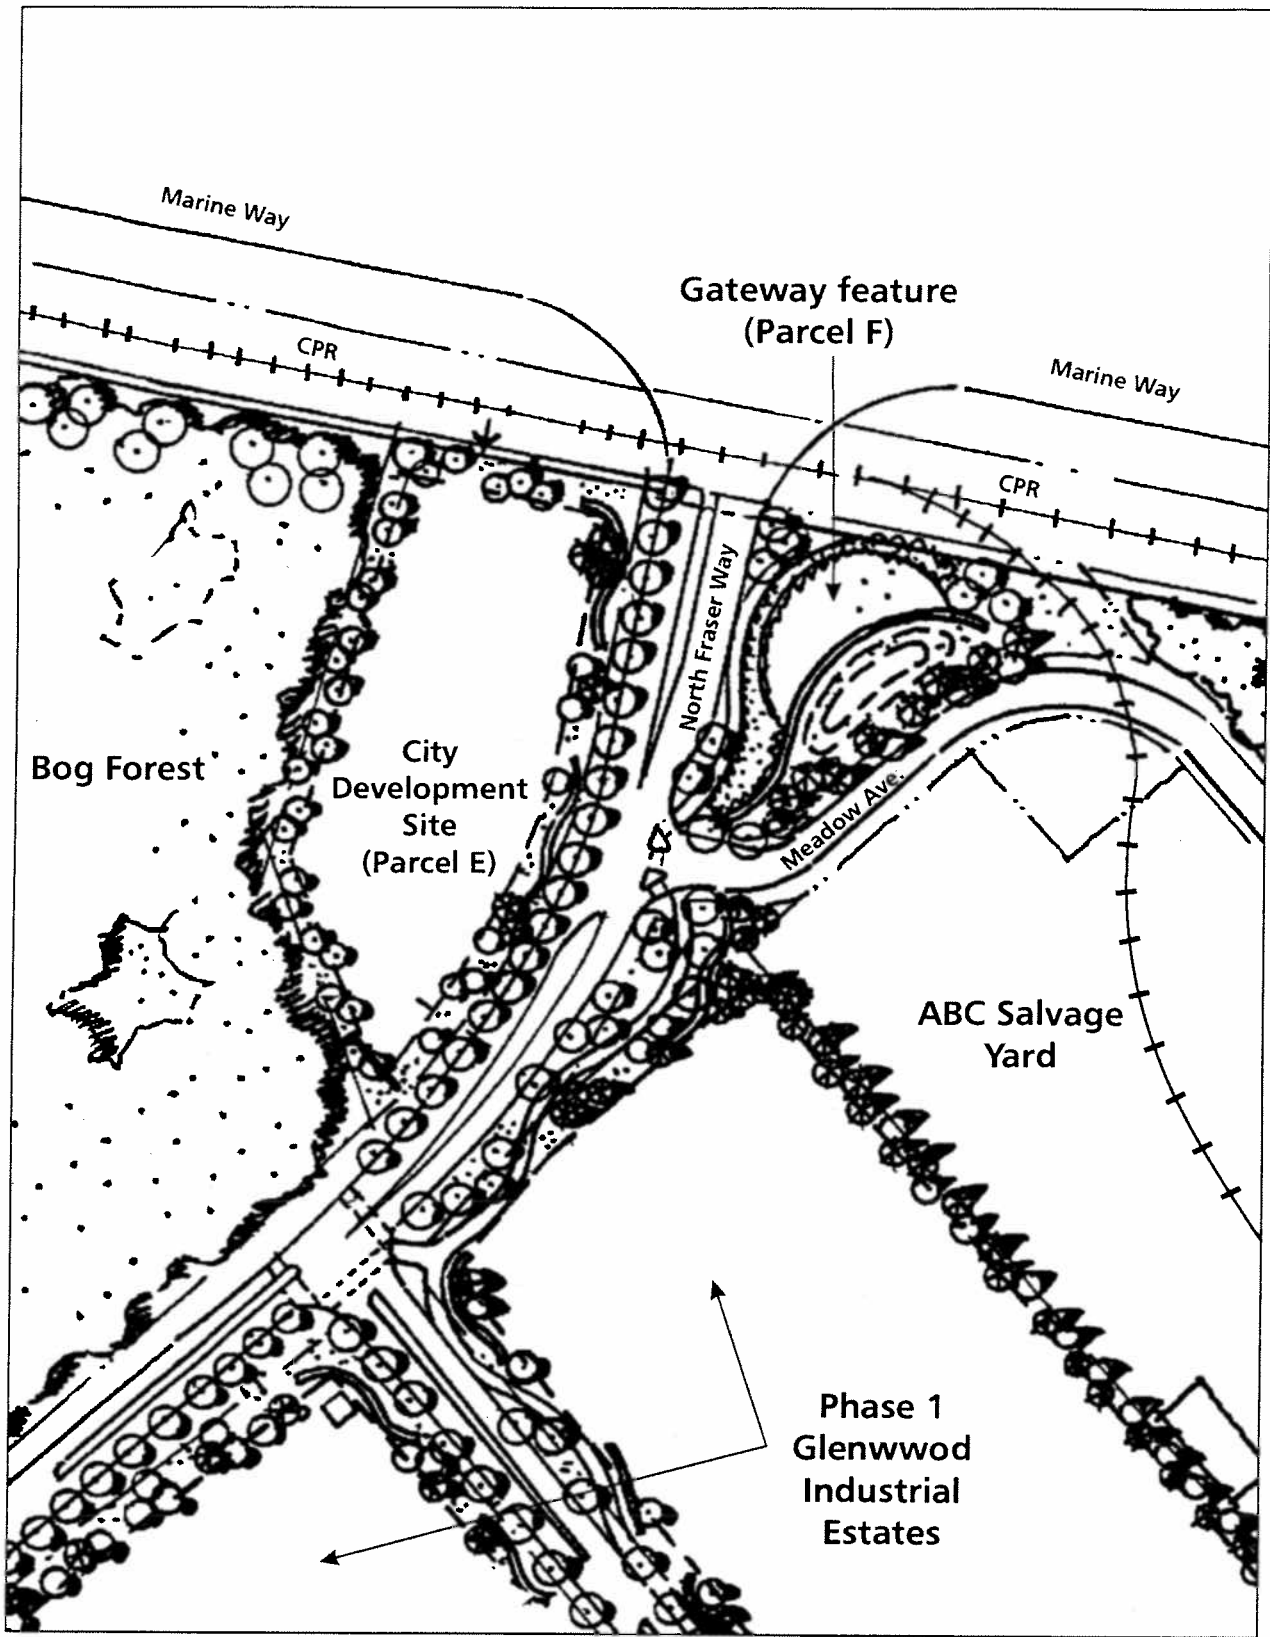 Marine Way
Gateway feature
(Parcel F)
CPR
Marine Way
CPR
North Fraser Way
Bog Forest
City
Development
Site
(Parcel E)
Meadow Ave.
ABC Salvage
Yard
Phase 1
Glenwwod
Industrial
Estates